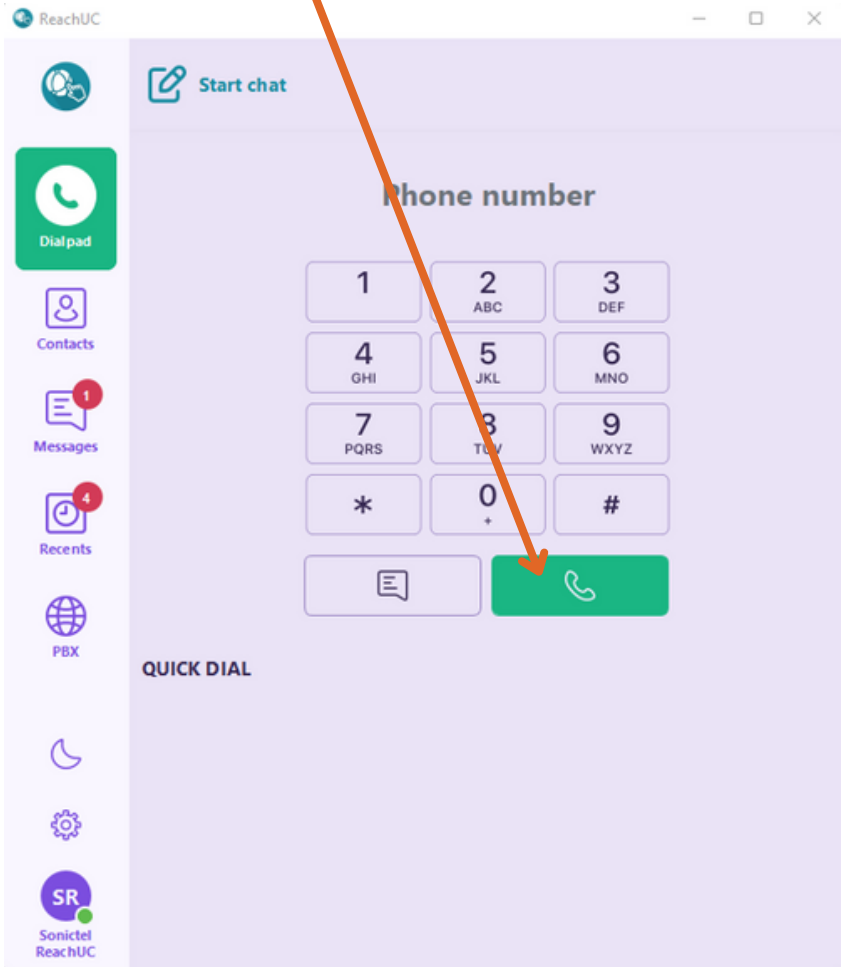 ReachUC
Start chat
Dialpad
Contacts
1
Messages
4
Recents
PBX
SR
Sonictel
ReachUC
Phone number
1 2 3
ABC DEF
4 5 6
GHI JKL MNO
7 8 9
PQRS TUV WXYZ
* 0 #
+
QUICK DIAL